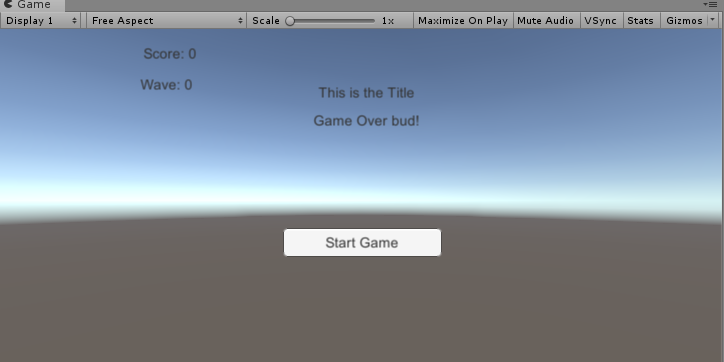 Game
Display 1 Free Aspect Scale 1x Maximize On Play Mute Audio VSync Stats Gizmos
Score: 0
Wave: 0
This is the Title
Game Over bud!
Start Game